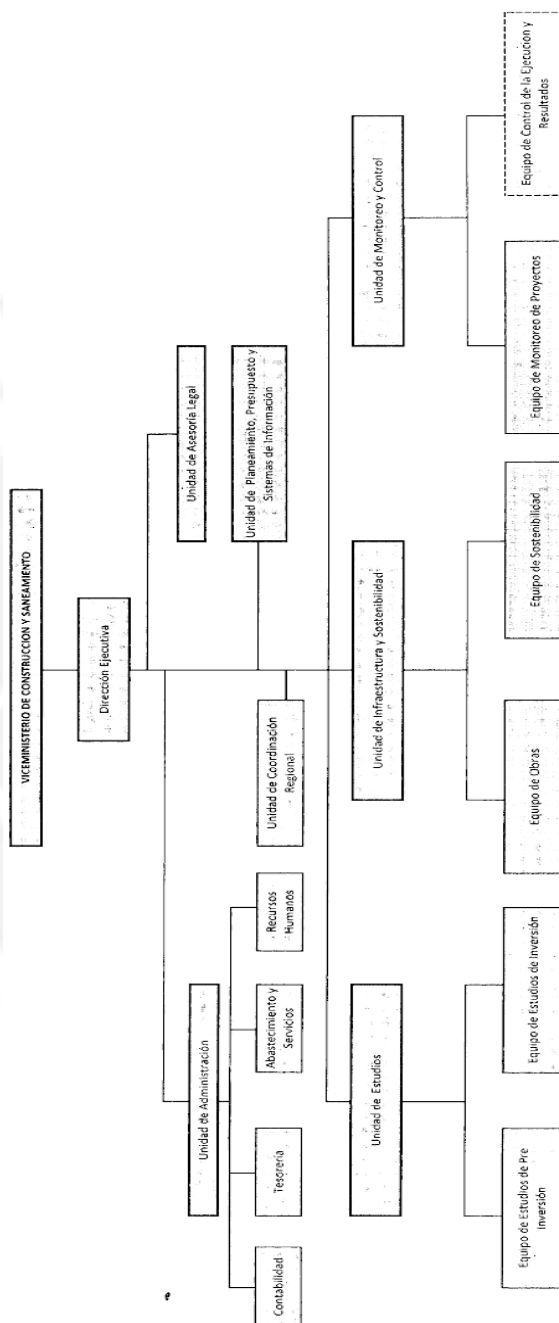 VICEMINISTERIO DE CONSTRUCCION Y SANEAMIENTO
Dirección Ejecutiva
Unidad de Asesoría Legal
Unidad de Administración
Unidad de Planeamiento, Presupuesto y
Sistemas de Información
Contabilidad
Tesorería
Abastecimiento y
Servicios
Recursos
Humanos
Unidad de Coordinación
Regional
Unidad de Estudios
Unidad de Infraestructura y Sostenibilidad
Unidad de Monitoreo y Control
Equipo de Estudios de Pre
Inversión
Equipo de Estudios de Inversión
Equipo de Obras
Equipo de Sostenibilidad
Equipo de Monitoreo de Proyectos
Equipo de Control de la Ejecucion y
Resultados